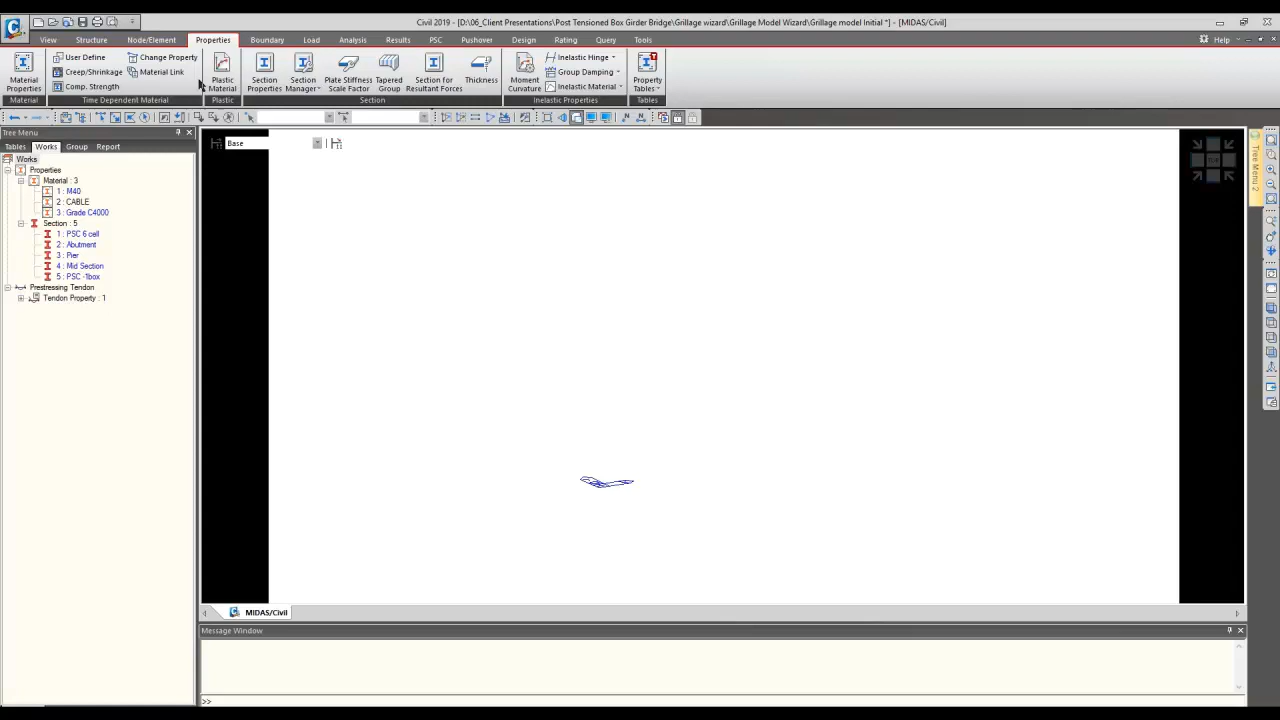 Civil 2019 - [D:\06_Client Presentations\Post Tensioned Box Girder Bridge\Grillage wizard\Grillage Model Wizard\Grillage model Initial *] - [MIDAS/Civil]
View Structure Node/Element Properties Boundary Load Analysis Results PSC Pushover Design Rating Query Tools Help
Material Properties
User Define
Creep/Shrinkage
Comp. Strength
Change Property
Material Link
Plastic Material
Section Properties
Section Manager
Plate Stiffness Scale Factor
Tapered Group
Section for Resultant Forces
Thickness
Moment Curvature
Inelastic Hinge
Group Damping
Inelastic Material
Property Tables
Material Time Dependent Material Plastic Section Inelastic Properties Tables
Tree Menu
Tables Works Group Report
Works
Properties
Material : 3
1 : M40
2 : CABLE
3 : Grade C4000
Section : 5
1 : PSC 6 cell
2 : Abutment
3 : Pier
4 : Mid Section
5 : PSC -1box
Prestressing Tendon
Tendon Property : 1
Base
TOP
Tree Menu 2
MIDAS/Civil
Message Window
>>